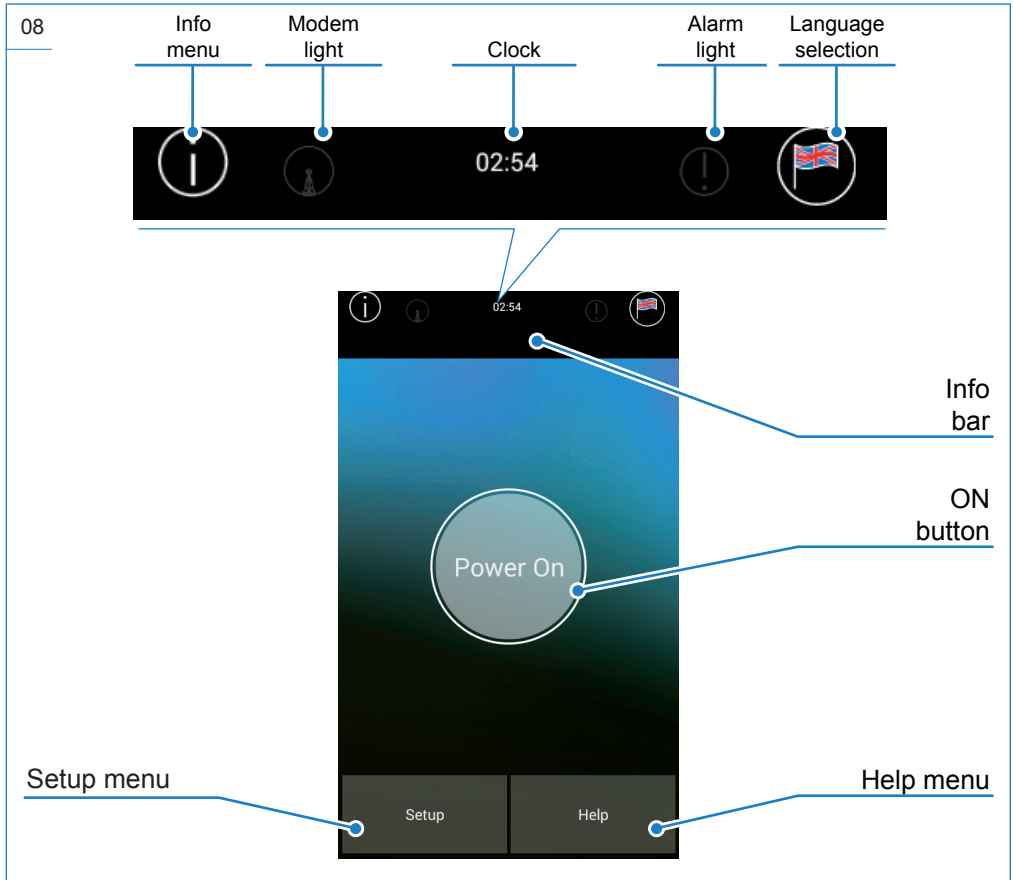 08
Info
menu
Modem
light
Clock
Alarm
light
Language
selection
02:54
02:54
Info
bar
ON
button
Power On
Setup menu
Help menu
Setup
Help